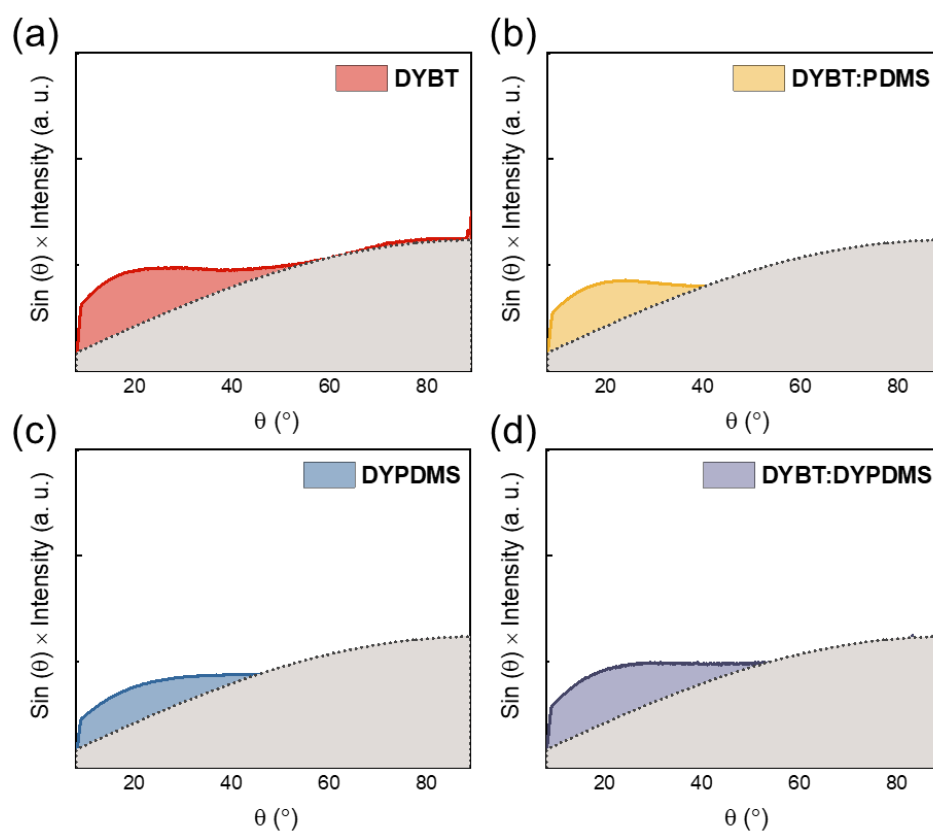 (a)
DYBT
Sin (θ) × Intensity (a. u.)
20 40 60 80
θ (°)
(b)
DYBT:PDMS
Sin (θ) × Intensity (a. u.)
20 40 60 80
θ (°)
(c)
DYPDMS
Sin (θ) × Intensity (a. u.)
20 40 60 80
θ (°)
(d)
DYBT:DYPDMS
Sin (θ) × Intensity (a. u.)
20 40 60 80
θ (°)